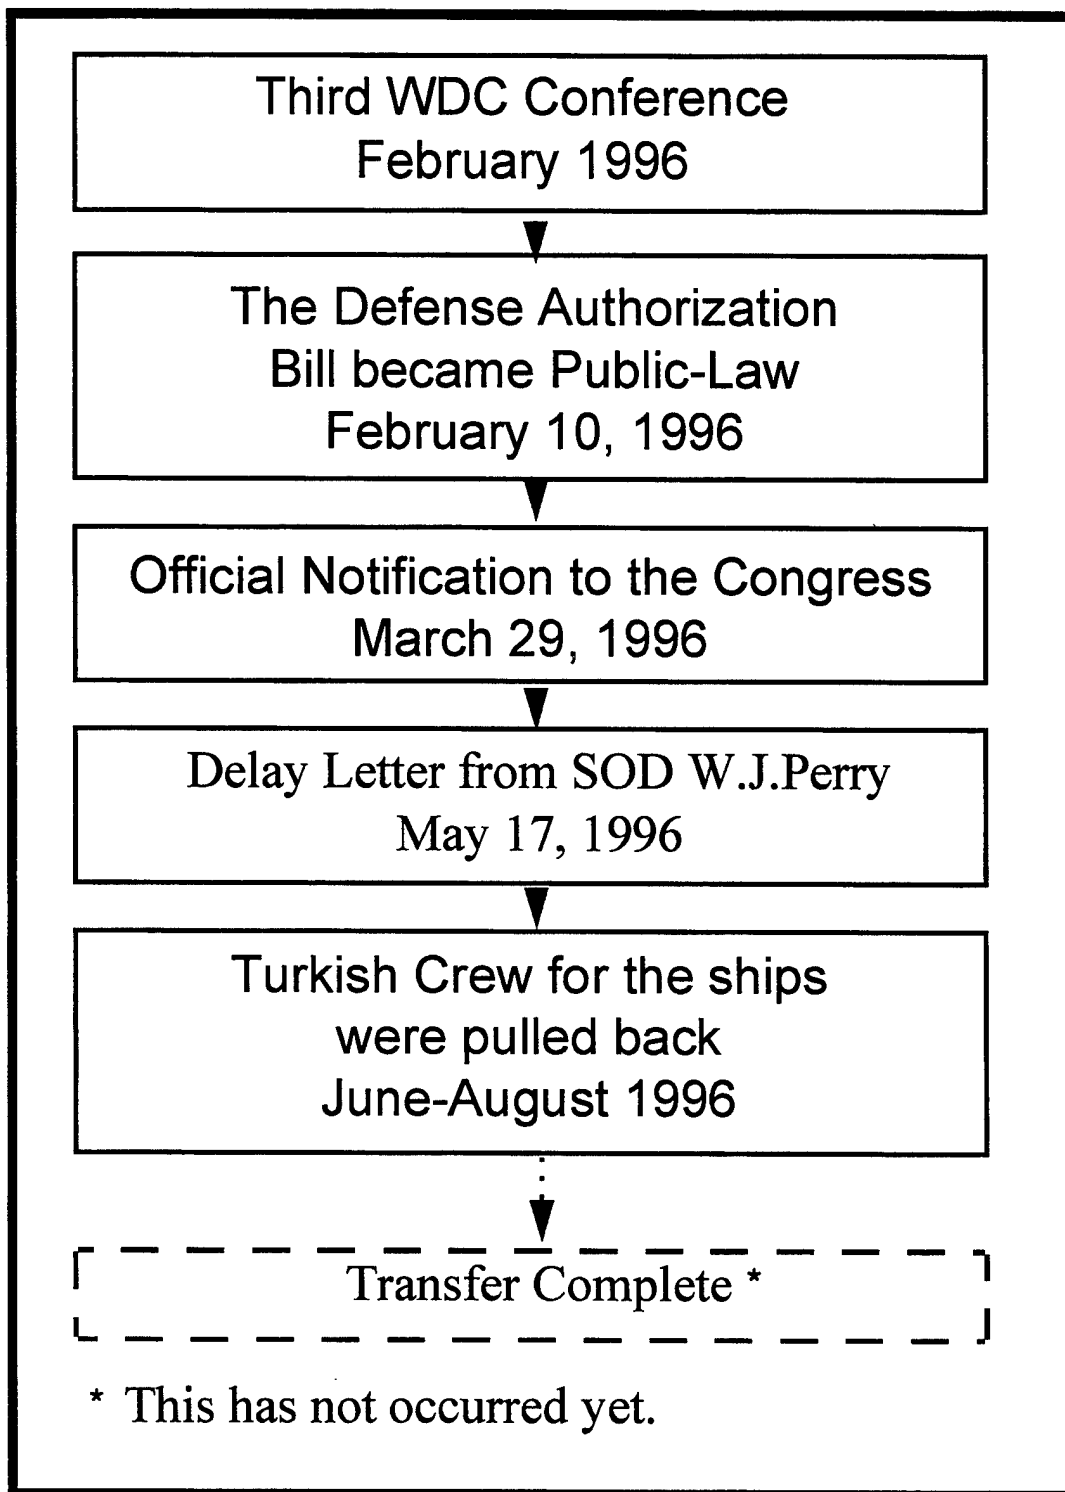 Third WDC Conference
February 1996
The Defense Authorization
Bill became Public-Law
February 10, 1996
Official Notification to the Congress
March 29, 1996
Delay Letter from SOD W.J.Perry
May 17, 1996
Turkish Crew for the ships
were pulled back
June-August 1996
Transfer Complete *
* This has not occurred yet.